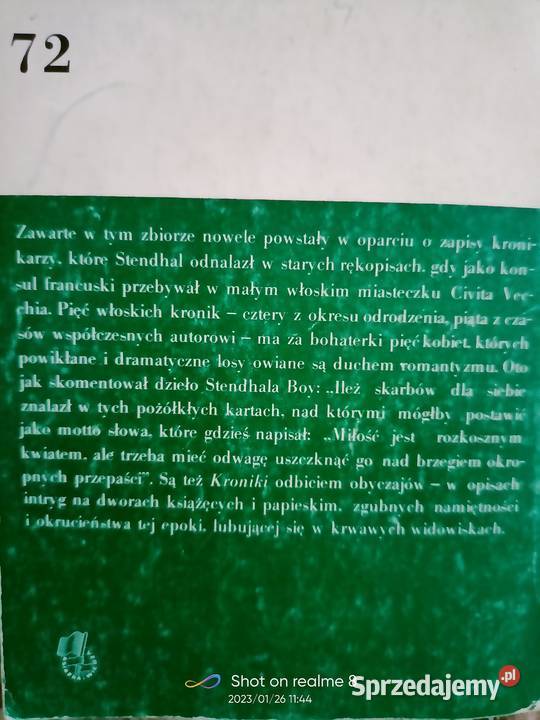 72
Zawarte w tym zbiorze nowele powstały w oparciu o zapisy kroni-
karzy, które Stendhal odnalazł w starych rękopisach, gdy jako kon-
sul francuski przebywał w małym włoskim miasteczku Civita Vec-
chia. Pięć włoskich kronik – cztery z okresu odrodzenia, piąta z cza-
sów współczesnych autorowi – ma za bohaterki pięć kobiet, których
powikłane i dramatyczne losy owiane są duchem romantyzmu. Oto
jak skomentował dzieło Stendhala Boy: „Ileż skarbów dla siebie
znalazł w tych pożółkłych kartach, nad którymi mógłby postawić
jako motto słowa, które gdzieś napisał: „Miłość jest rozkosznym
kwiatem, ale trzeba mieć odwagę uszczknąć go nad brzegiem okro-
pnych przepaści”. Są też Kroniki odbiciem obyczajów – w opisach
intryg na dworach książęcych i papieskim, zgubnych namiętności
i okrucieństwa tej epoki, lubującej się w krwawych widowiskach.
Shot on realme 8
2023/01/26 11:44
Sprzedajemy.pl